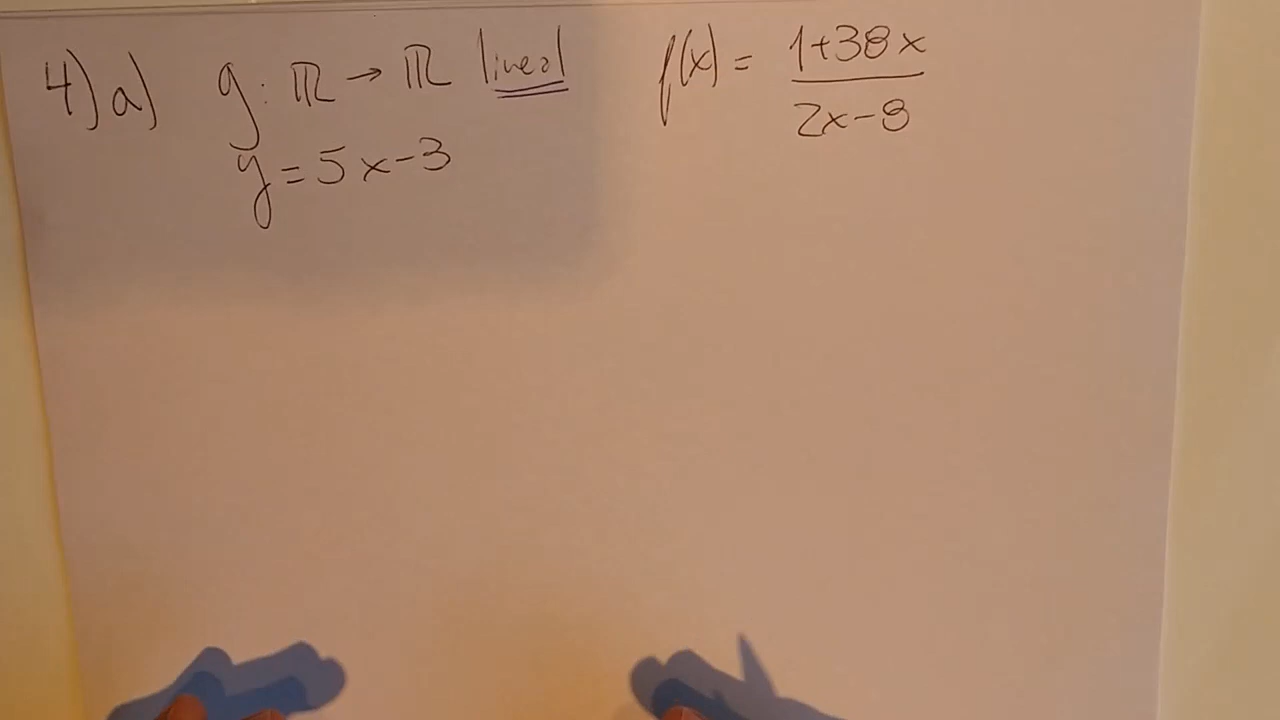 4) a) g: ℝ → ℝ lineal
y = 5x - 3
f(x) = (1+38x)/(2x-8)